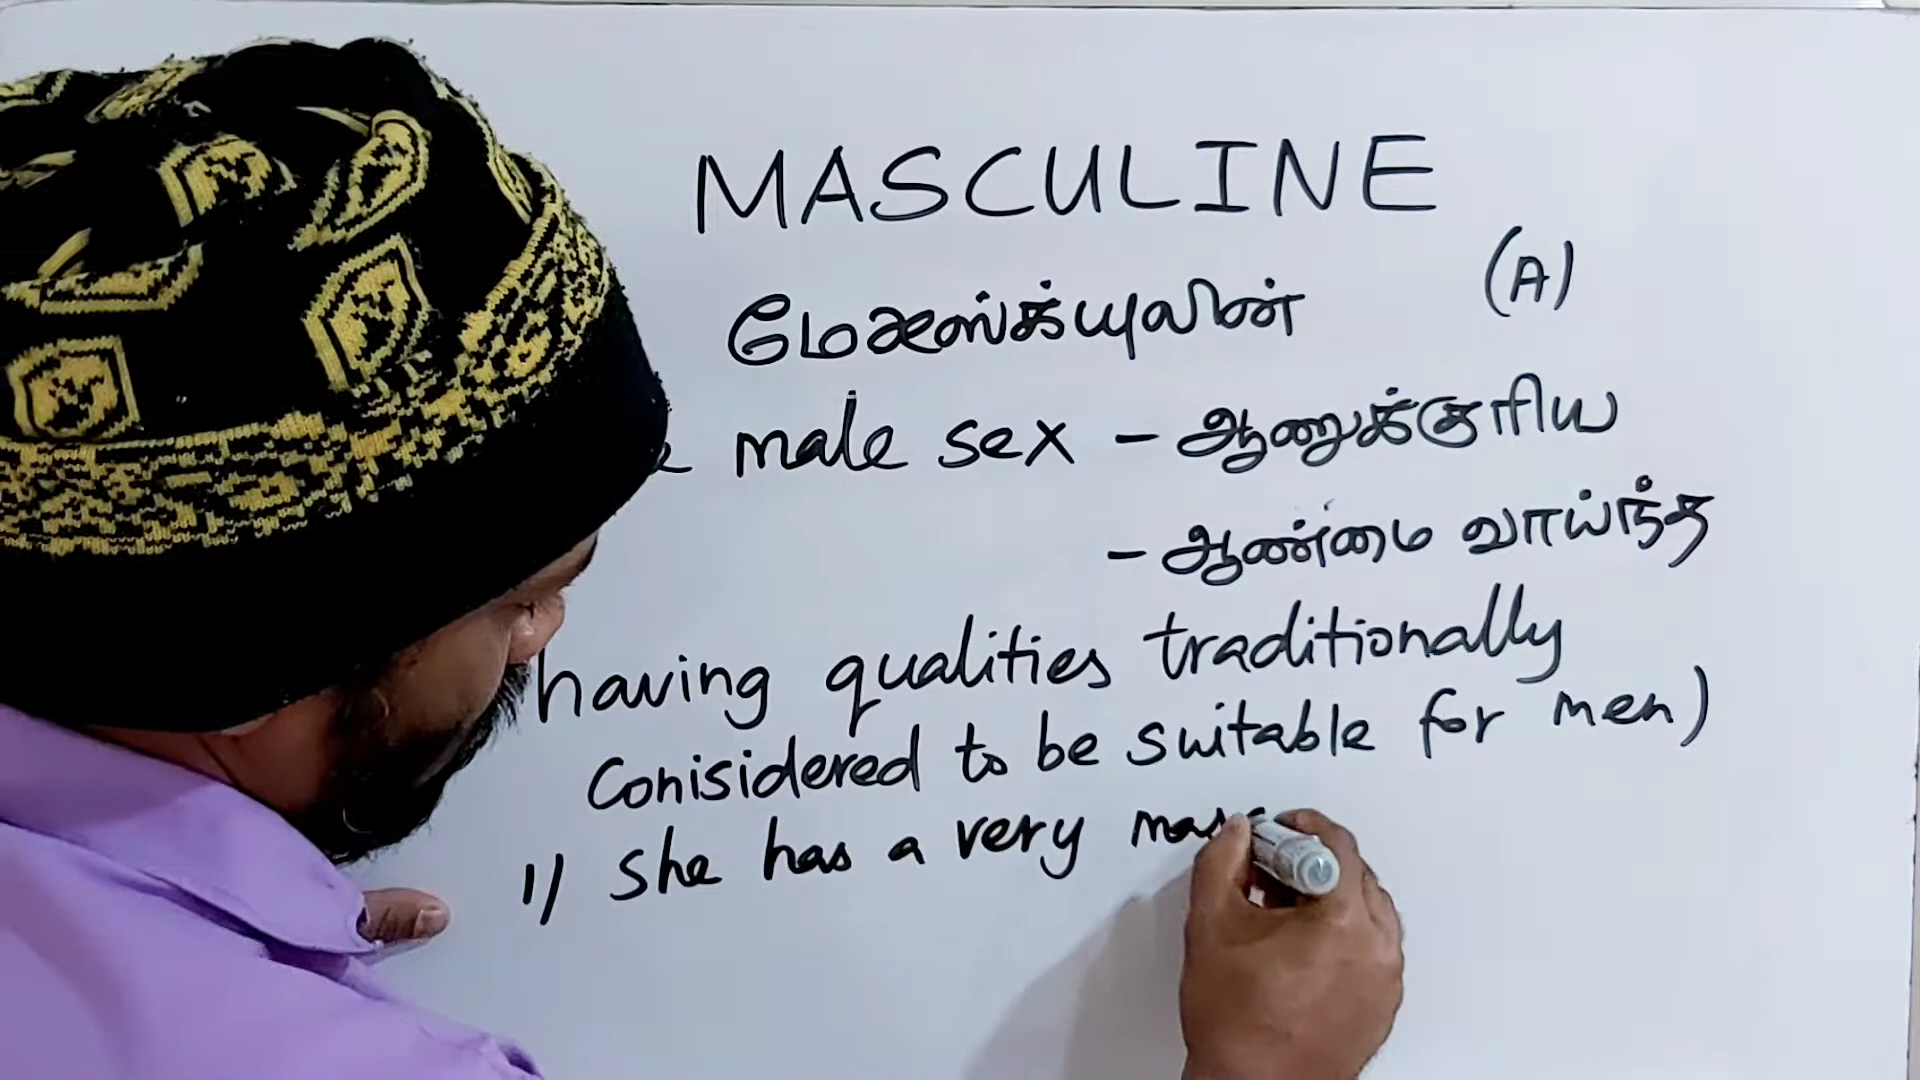 MASCULINE
மேஸ்க்யுலின் (A)
male sex - ஆணுக்குரிய
- ஆண்மை வாய்ந்த
having qualities traditionally
Conisidered to be suitable for men)
1) She has a very